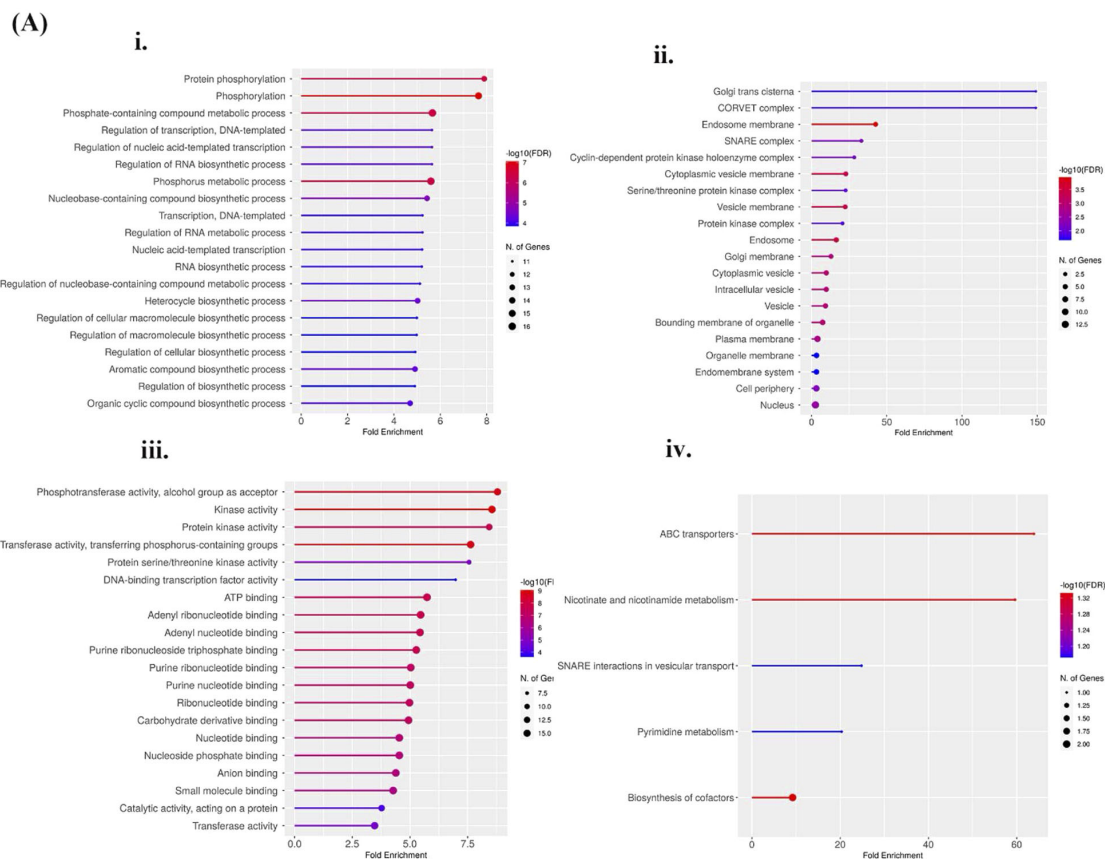 (A)
i.
Protein phosphorylation
Phosphorylation
Phosphate-containing compound metabolic process
Regulation of transcription, DNA-templated
Regulation of nucleic acid-templated transcription
Regulation of RNA biosynthetic process
Phosphorus metabolic process
Nucleobase-containing compound biosynthetic process
Transcription, DNA-templated
Regulation of RNA metabolic process
Nucleic acid-templated transcription
RNA biosynthetic process
Regulation of nucleobase-containing compound metabolic process
Heterocycle biosynthetic process
Regulation of cellular macromolecule biosynthetic process
Regulation of macromolecule biosynthetic process
Regulation of cellular biosynthetic process
Aromatic compound biosynthetic process
Regulation of biosynthetic process
Organic cyclic compound biosynthetic process
0 2 4 6 8
Fold Enrichment
-log10(FDR)
7
6
5
4
N. of Genes
11
12
13
14
15
16
ii.
Golgi trans cisterna
CORVET complex
Endosome membrane
SNARE complex
Cyclin-dependent protein kinase holoenzyme complex
Cytoplasmic vesicle membrane
Serine/threonine protein kinase complex
Vesicle membrane
Protein kinase complex
Endosome
Golgi membrane
Cytoplasmic vesicle
Intracellular vesicle
Vesicle
Bounding membrane of organelle
Plasma membrane
Organelle membrane
Endomembrane system
Cell periphery
Nucleus
0 50 100 150
Fold Enrichment
-log10(FDR)
3.5
3.0
2.5
2.0
N. of Genes
2.5
5.0
7.5
10.0
12.5
iii.
Phosphotransferase activity, alcohol group as acceptor
Kinase activity
Protein kinase activity
Transferase activity, transferring phosphorus-containing groups
Protein serine/threonine kinase activity
DNA-binding transcription factor activity
ATP binding
Adenyl ribonucleotide binding
Adenyl nucleotide binding
Purine ribonucleoside triphosphate binding
Purine ribonucleotide binding
Purine nucleotide binding
Ribonucleotide binding
Carbohydrate derivative binding
Nucleotide binding
Nucleoside phosphate binding
Anion binding
Small molecule binding
Catalytic activity, acting on a protein
Transferase activity
0.0 2.5 5.0 7.5
Fold Enrichment
-log10(FI
9
8
7
6
5
4
N. of Genes
7.5
10.0
12.5
15.0
iv.
ABC transporters
Nicotinate and nicotinamide metabolism
SNARE interactions in vesicular transport
Pyrimidine metabolism
Biosynthesis of cofactors
0 20 40 60
Fold Enrichment
-log10(FDR)
1.32
1.28
1.24
1.20
N. of Genes
1.00
1.25
1.50
1.75
2.00